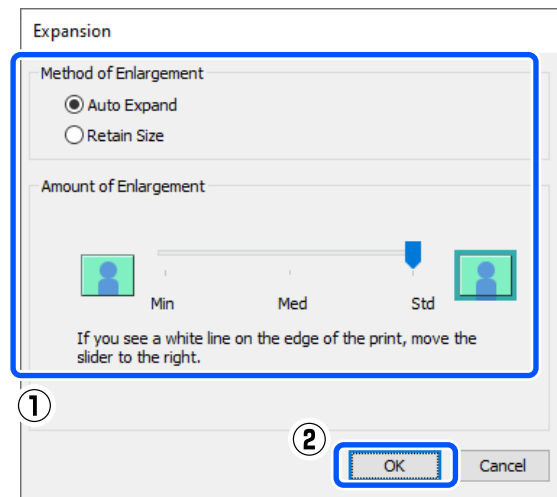 Expansion
Method of Enlargement
Auto Expand
Retain Size
Amount of Enlargement
Min Med Std
If you see a white line on the edge of the print, move the
slider to the right.
①
②
OK Cancel